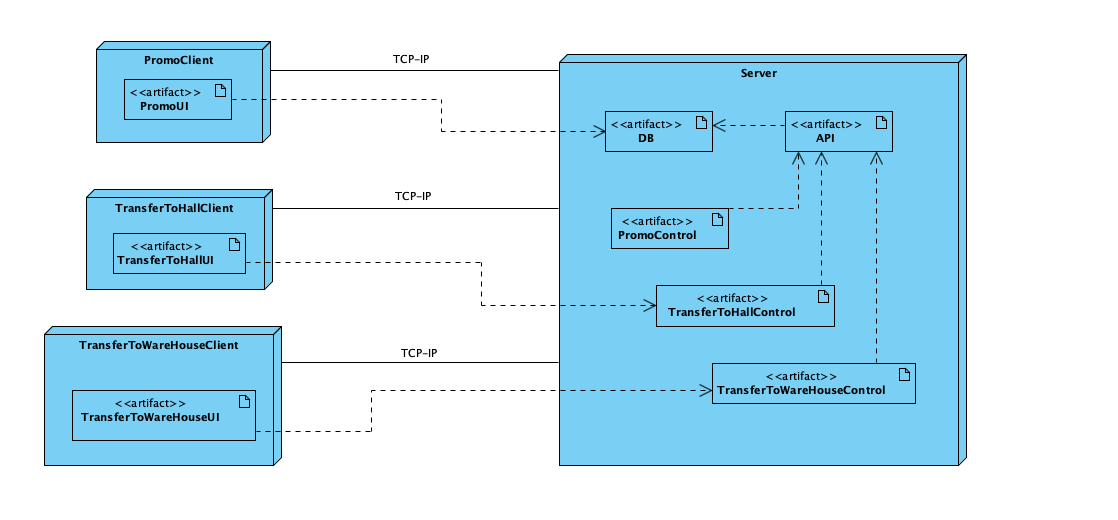 PromoClient
<<artifact>>
PromoUI
TCP-IP
Server
<<artifact>>
DB
<<artifact>>
API
TransferToHallClient
<<artifact>>
TransferToHallUI
TCP-IP
<<artifact>>
PromoControl
<<artifact>>
TransferToHallControl
TransferToWareHouseClient
<<artifact>>
TransferToWareHouseUI
TCP-IP
<<artifact>>
TransferToWareHouseControl